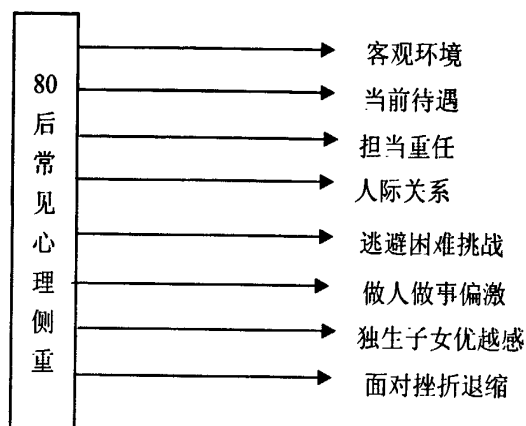 80后常见心理侧重
客观环境
当前待遇
担当重任
人际关系
逃避困难挑战
做人做事偏激
独生子女优越感
面对挫折退缩